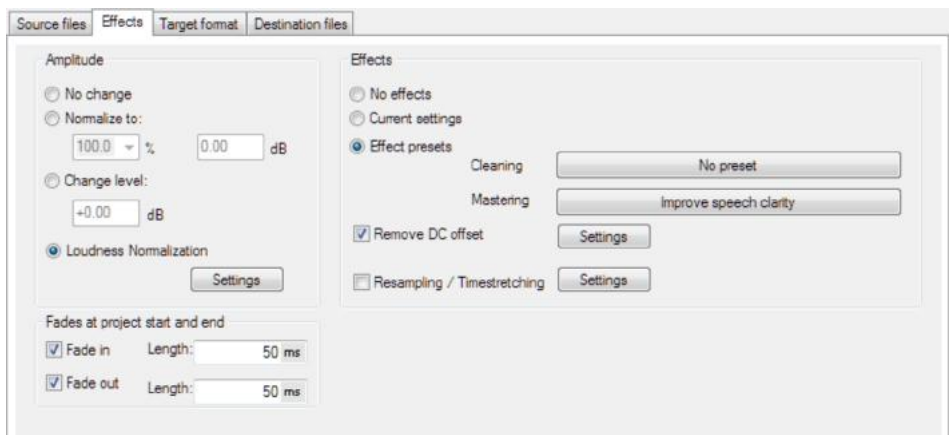 Source files Effects Target format Destination files
Amplitude
No change
Normalize to:
100.0 % 0.00 dB
Change level:
+0.00 dB
Loudness Normalization
Settings
Fades at project start and end
Fade in Length: 50 ms
Fade out Length: 50 ms
Effects
No effects
Current settings
Effect presets
Cleaning No preset
Mastering Improve speech clarity
Remove DC offset Settings
Resampling / Timestretching Settings